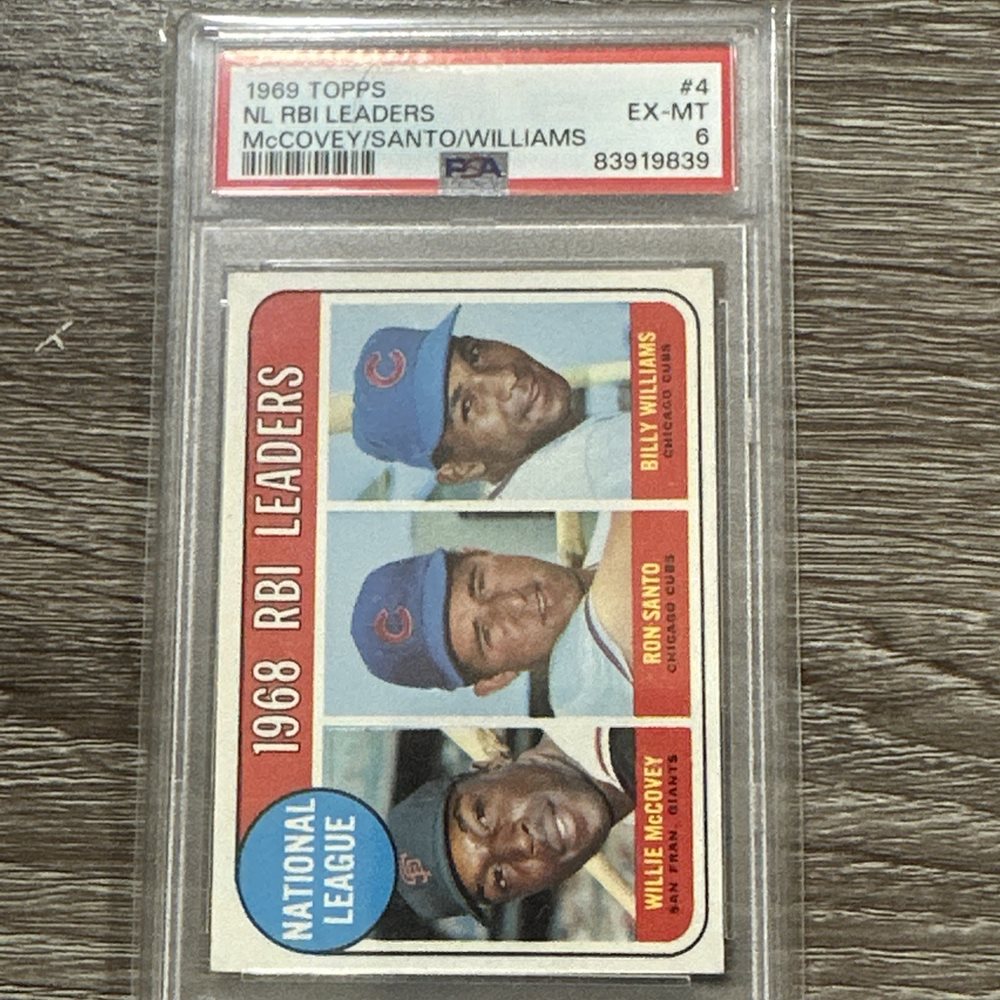 1969 TOPPS #4
NL RBI LEADERS EX-MT
McCOVEY/SANTO/WILLIAMS 6
83919839
PSA
1968 RBI LEADERS
NATIONAL
LEAGUE
WILLIE McCOVEY
SAN FRAN. GIANTS
RON SANTO
CHICAGO CUBS
BILLY WILLIAMS
CHICAGO CUBS
C
C
SF